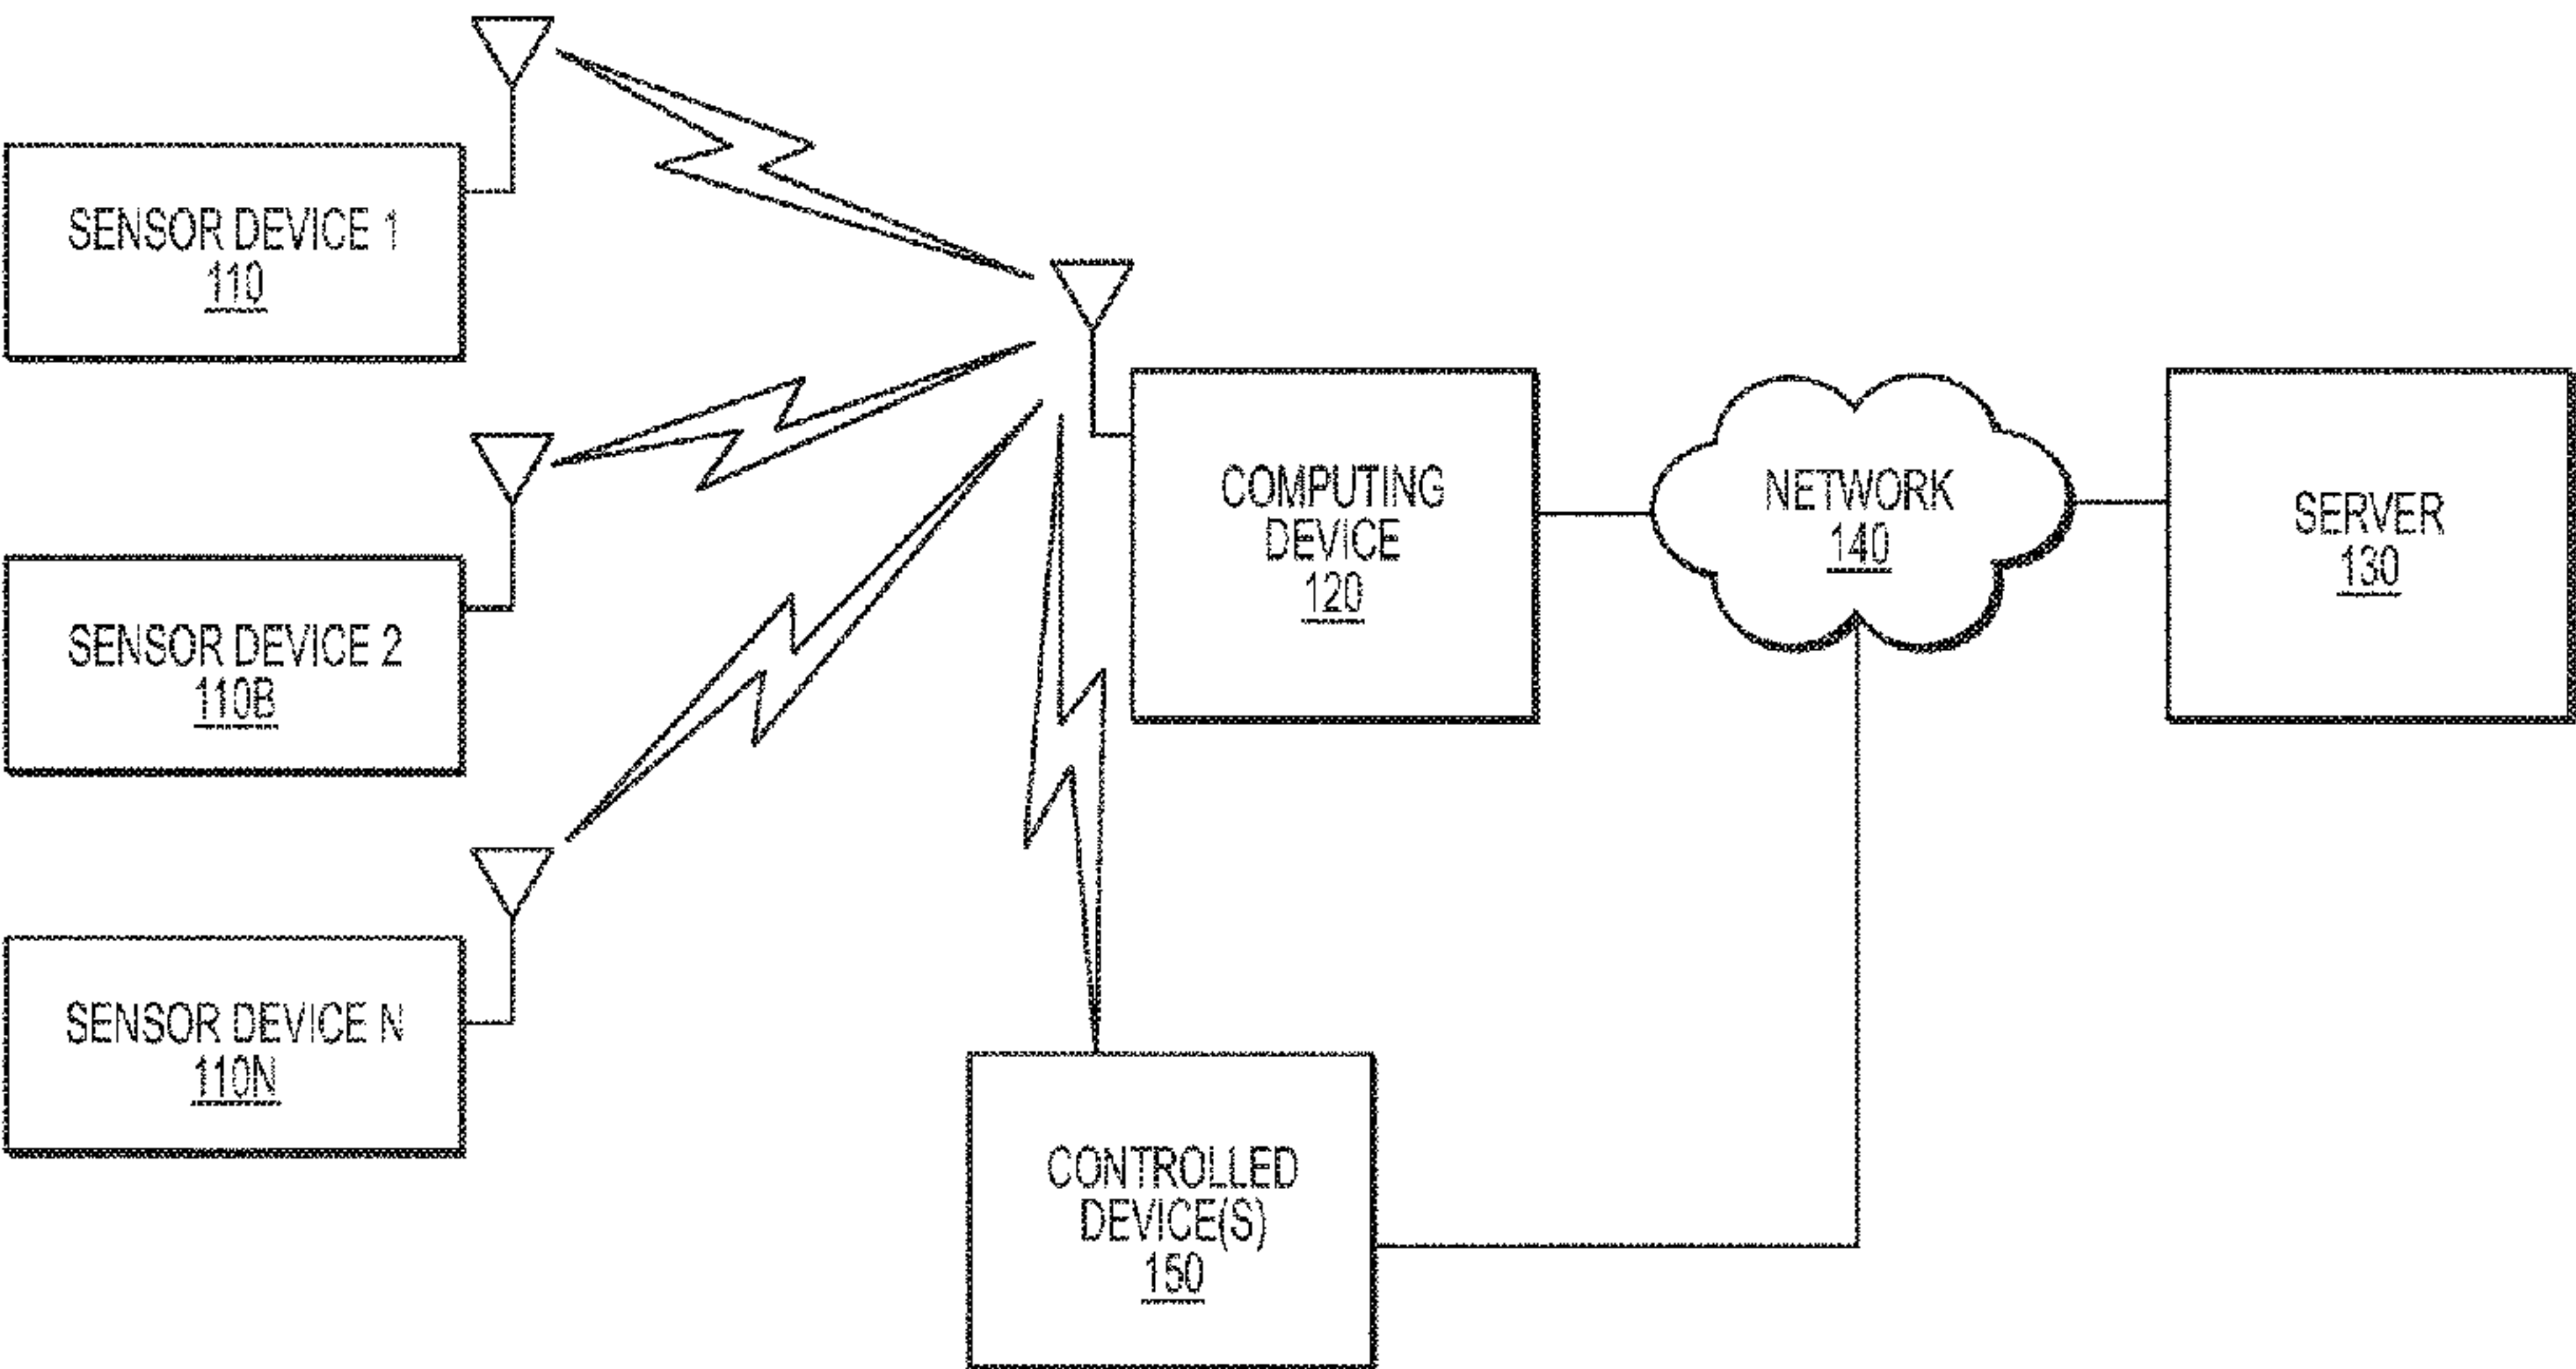 SENSOR DEVICE 1
110
SENSOR DEVICE 2
110B
SENSOR DEVICE N
110N
COMPUTING
DEVICE
120
NETWORK
140
SERVER
130
CONTROLLED
DEVICE(S)
150